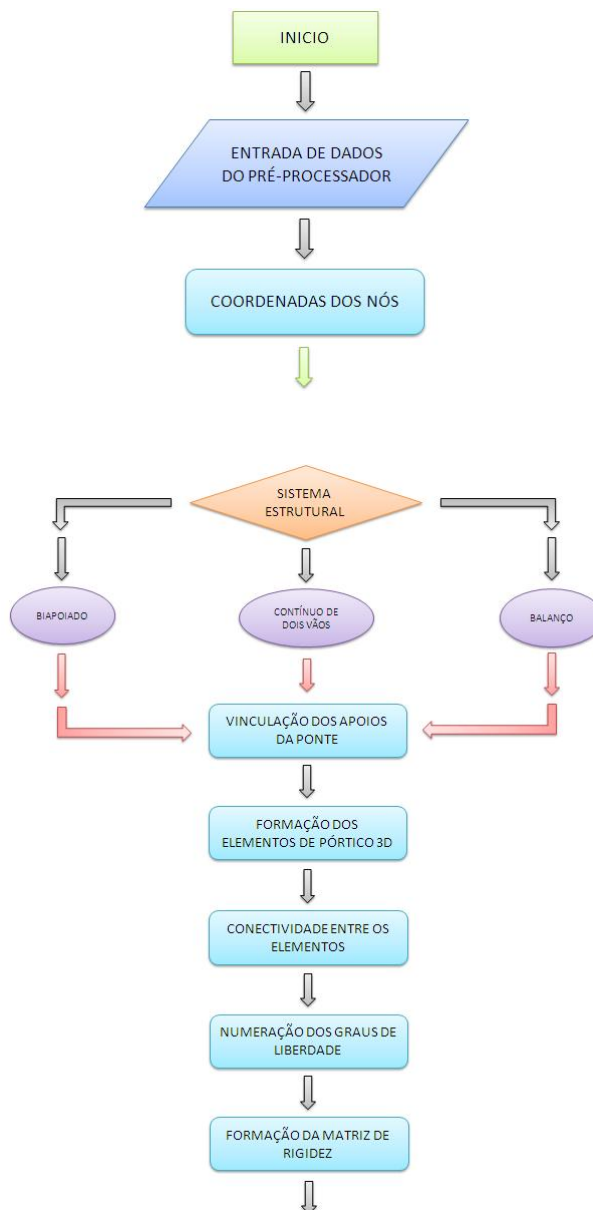 INICIO
ENTRADA DE DADOS
DO PRÉ-PROCESSADOR
COORDENADAS DOS NÓS
SISTEMA
ESTRUTURAL
BIAPOIADO
CONTÍNUO DE
DOIS VÃOS
BALANÇO
VINCULAÇÃO DOS APOIOS
DA PONTE
FORMAÇÃO DOS
ELEMENTOS DE PÓRTICO 3D
CONECTIVIDADE ENTRE OS
ELEMENTOS
NUMERAÇÃO DOS GRAUS DE
LIBERDADE
FORMAÇÃO DA MATRIZ DE
RIGIDEZ